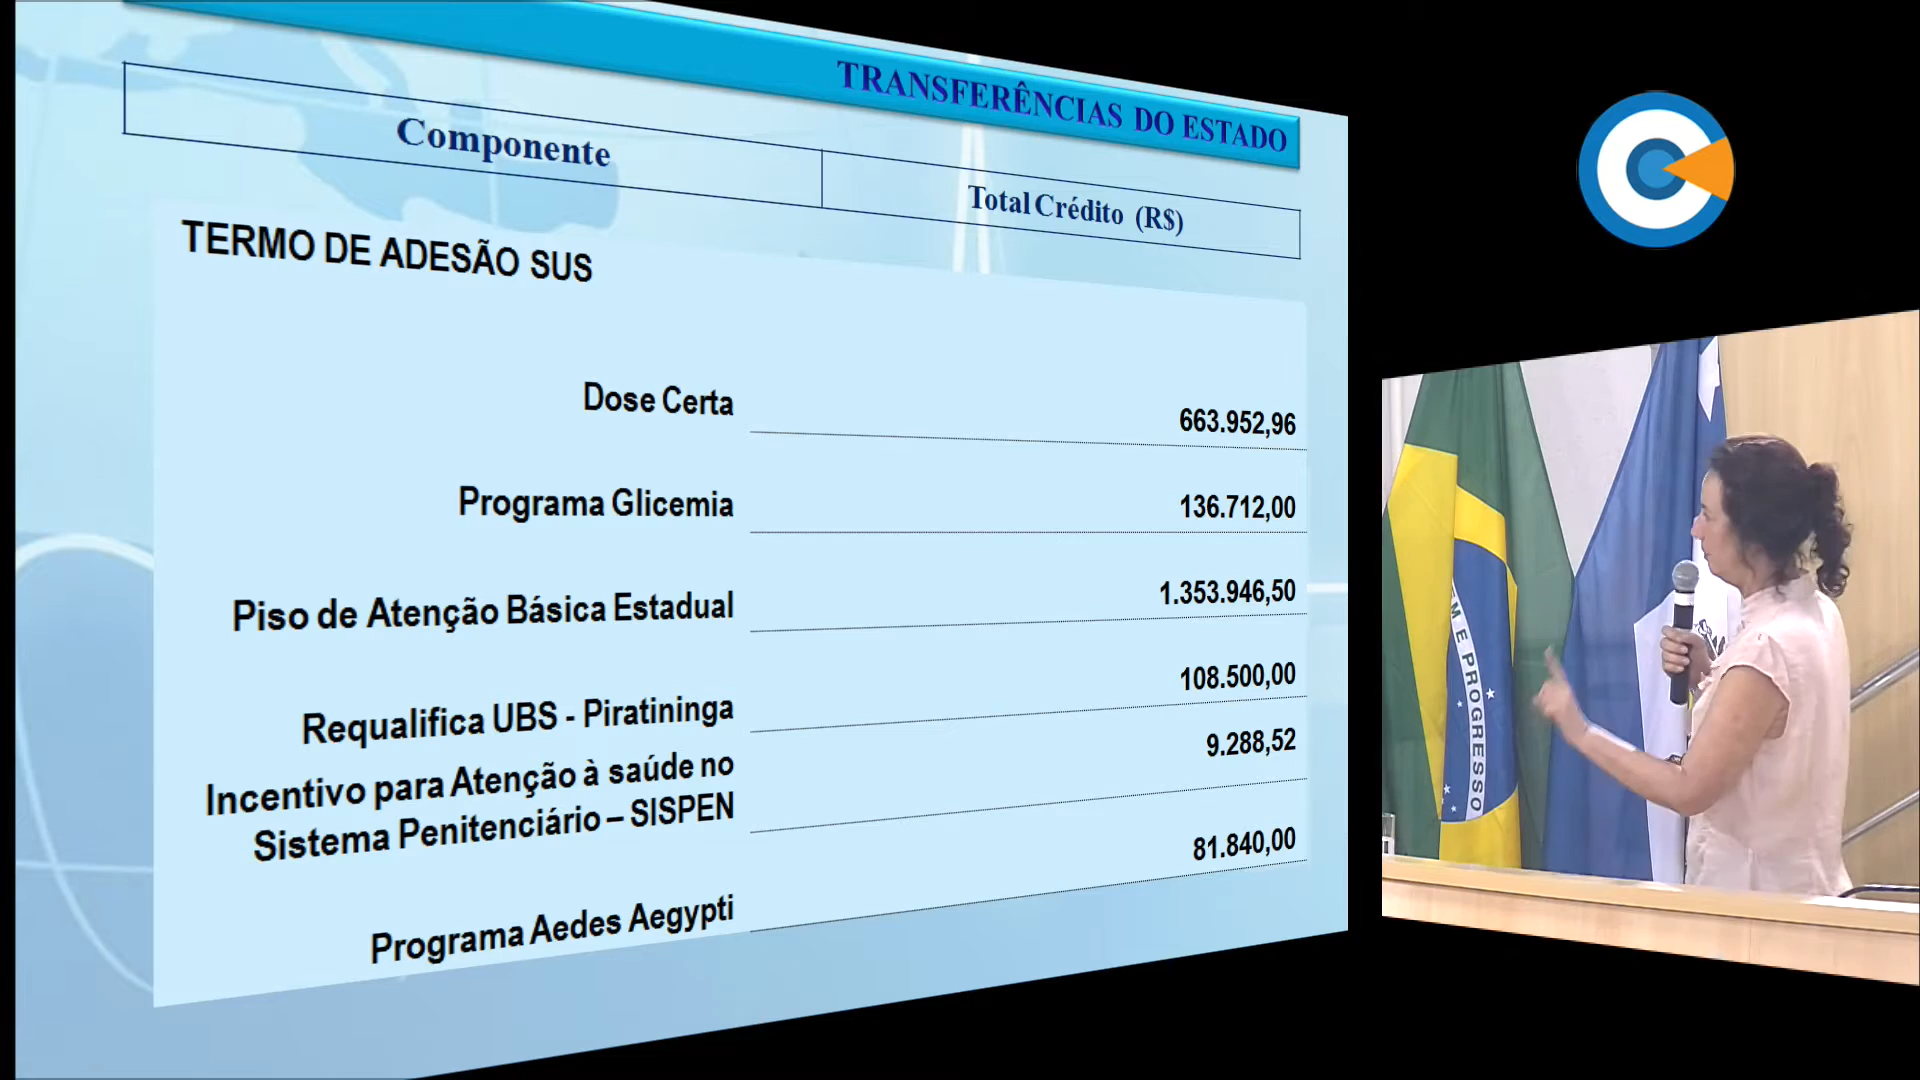 TRANSFERÊNCIAS DO ESTADO
Componente
Total Crédito (R$)
TERMO DE ADESÃO SUS
Dose Certa
663.952,96
Programa Glicemia
136.712,00
Piso de Atenção Básica Estadual
1.353.946,50
Requalifica UBS - Piratininga
108.500,00
Incentivo para Atenção à saúde no
Sistema Penitenciário – SISPEN
9.288,52
Programa Aedes Aegypti
81.840,00
EM E PROGRESSO